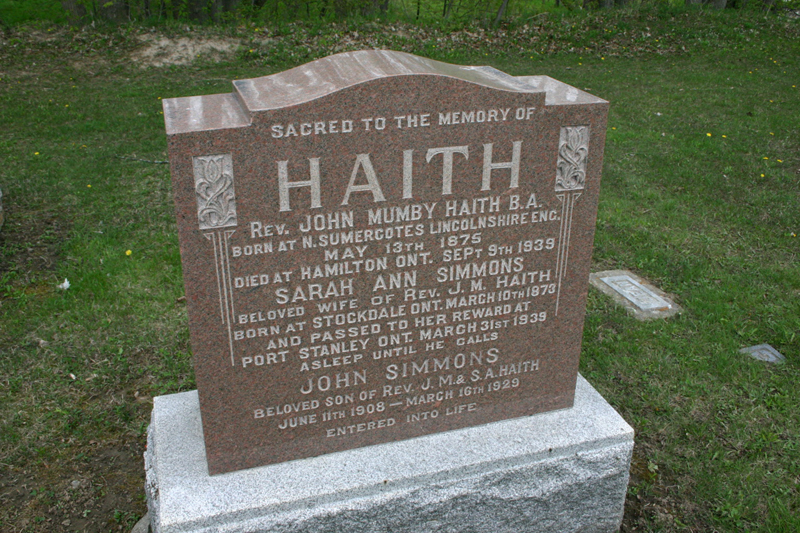 SACRED TO THE MEMORY OF
HAITH
REV. JOHN MUMBY HAITH B.A.
BORN AT N. SUMERCOTES LINCOLNSHIRE ENG.
MAY 13TH 1875
DIED AT HAMILTON ONT. SEPT 9TH 1939
SARAH ANN SIMMONS
BELOVED WIFE OF REV. J. M. HAITH
BORN AT STOCKDALE ONT. MARCH 10TH 1873
AND PASSED TO HER REWARD AT
PORT STANLEY ONT. MARCH 31ST 1939
ASLEEP UNTIL HE CALLS
JOHN SIMMONS
BELOVED SON OF REV. J. M. & S. A. HAITH
JUNE 11TH 1908 — MARCH 16TH 1929
ENTERED INTO LIFE